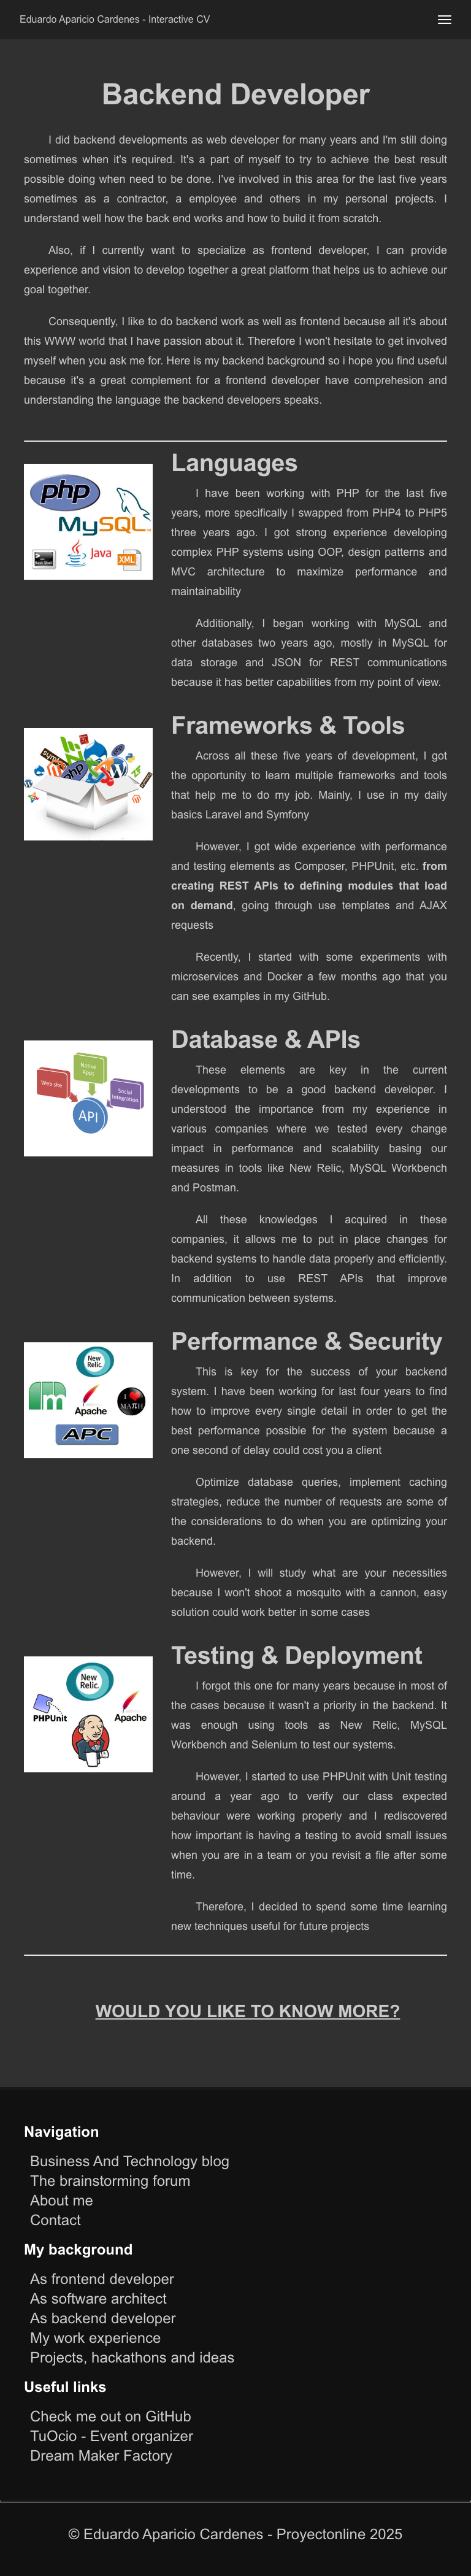 Eduardo Aparicio Cardenes - Interactive CV
Backend Developer
I did backend developments as web developer for many years and I'm still doing
sometimes when it's required. It's a part of myself to try to achieve the best result
possible doing when need to be done. I've involved in this area for the last five years
sometimes as a contractor, a employee and others in my personal projects. I
understand well how the back end works and how to build it from scratch.
Also, if I currently want to specialize as frontend developer, I can provide
experience and vision to develop together a great platform that helps us to achieve our
goal together.
Consequently, I like to do backend work as well as frontend because all it's about
this WWW world that I have passion about it. Therefore I won't hesitate to get involved
myself when you ask me for. Here is my backend background so i hope you find useful
because it's a great complement for a frontend developer have comprehesion and
understanding the language the backend developers speaks.
php
MySQL
Java
XML
Languages
I have been working with PHP for the last five
years, more specifically I swapped from PHP4 to PHP5
three years ago. I got strong experience developing
complex PHP systems using OOP, design patterns and
MVC architecture to maximize performance and
maintainability
Additionally, I began working with MySQL and
other databases two years ago, mostly in MySQL for
data storage and JSON for REST communications
because it has better capabilities from my point of view.
php
Frameworks & Tools
Across all these five years of development, I got
the opportunity to learn multiple frameworks and tools
that help me to do my job. Mainly, I use in my daily
basics Laravel and Symfony
However, I got wide experience with performance
and testing elements as Composer, PHPUnit, etc. from
creating REST APIs to defining modules that load
on demand, going through use templates and AJAX
requests
Recently, I started with some experiments with
microservices and Docker a few months ago that you
can see examples in my GitHub.
Native
Apps
Web site
Social
Integration
API
Database & APIs
These elements are key in the current
developments to be a good backend developer. I
understood the importance from my experience in
various companies where we tested every change
impact in performance and scalability basing our
measures in tools like New Relic, MySQL Workbench
and Postman.
All these knowledges I acquired in these
companies, it allows me to put in place changes for
backend systems to handle data properly and efficiently.
In addition to use REST APIs that improve
communication between systems.
New
Relic.
Apache
I
MATH
APC
Performance & Security
This is key for the success of your backend
system. I have been working for last four years to find
how to improve every single detail in order to get the
best performance possible for the system because a
one second of delay could cost you a client
Optimize database queries, implement caching
strategies, reduce the number of requests are some of
the considerations to do when you are optimizing your
backend.
However, I will study what are your necessities
because I won't shoot a mosquito with a cannon, easy
solution could work better in some cases
New
Relic.
PHPUnit
Apache
Testing & Deployment
I forgot this one for many years because in most of
the cases because it wasn't a priority in the backend. It
was enough using tools as New Relic, MySQL
Workbench and Selenium to test our systems.
However, I started to use PHPUnit with Unit testing
around a year ago to verify our class expected
behaviour were working properly and I rediscovered
how important is having a testing to avoid small issues
when you are in a team or you revisit a file after some
time.
Therefore, I decided to spend some time learning
new techniques useful for future projects
WOULD YOU LIKE TO KNOW MORE?
Navigation
Business And Technology blog
The brainstorming forum
About me
Contact
My background
As frontend developer
As software architect
As backend developer
My work experience
Projects, hackathons and ideas
Useful links
Check me out on GitHub
TuOcio - Event organizer
Dream Maker Factory
© Eduardo Aparicio Cardenes - Proyectonline 2025